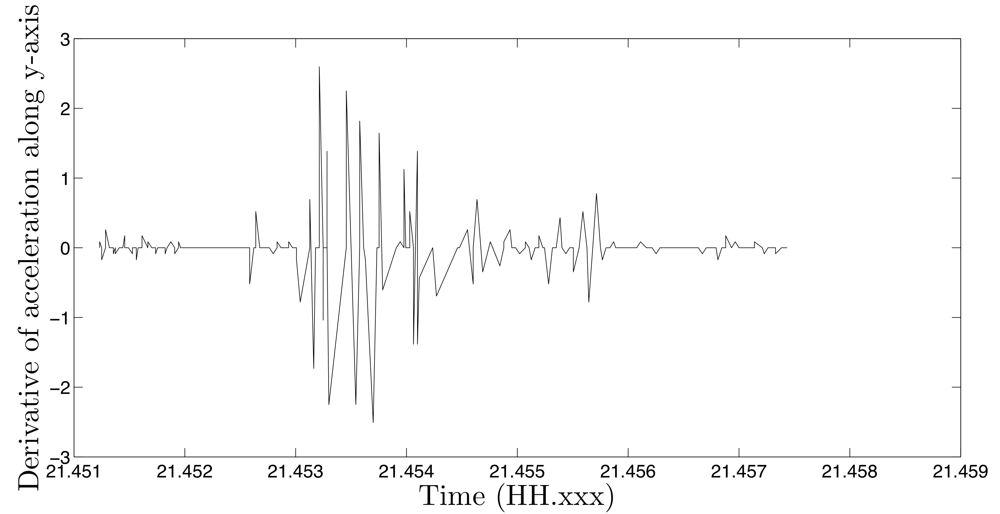 Derivative of acceleration along y-axis
3
2
1
0
−1
−2
−3
21.451 21.452 21.453 21.454 21.455 21.456 21.457 21.458 21.459
Time (HH.xxx)